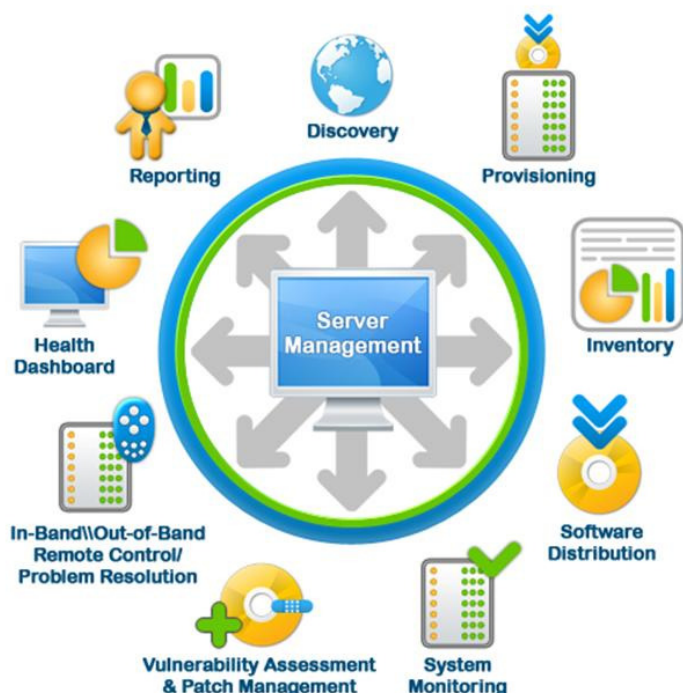 Discovery
Provisioning
Reporting
Server
Management
Inventory
Health
Dashboard
Software
Distribution
In-Band\\Out-of-Band
Remote Control/
Problem Resolution
Vulnerability Assessment
& Patch Management
System
Monitoring